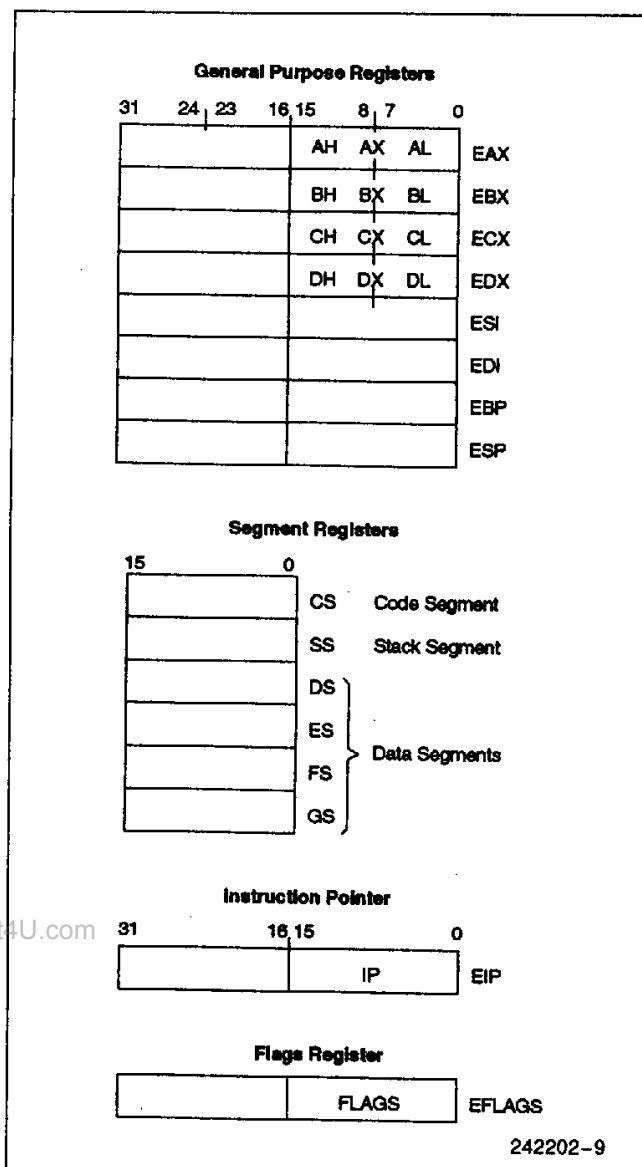 General Purpose Registers
31 24 23 16 15 8 7 0
AH AX AL EAX
BH BX BL EBX
CH CX CL ECX
DH DX DL EDX
ESI
EDI
EBP
ESP
Segment Registers
15 0
CS Code Segment
SS Stack Segment
DS
ES
Data Segments
FS
GS
Instruction Pointer
t4U.com
31 16 15 0
IP EIP
Flags Register
FLAGS EFLAGS
242202-9